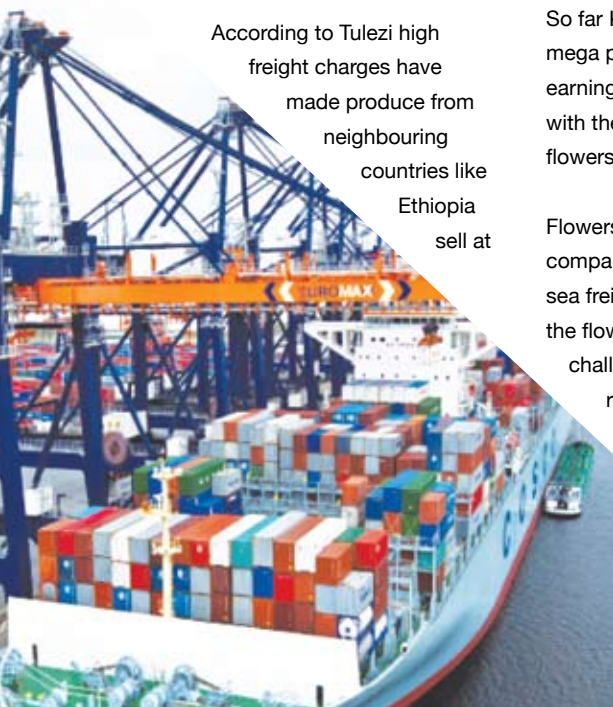 According to Tulezi high
freight charges have
made produce from
neighbouring
countries like
Ethiopia
sell at
So far
mega
earning
with the
flowers
Flowers
compa
sea frei
the flow
chall
EUROMAX